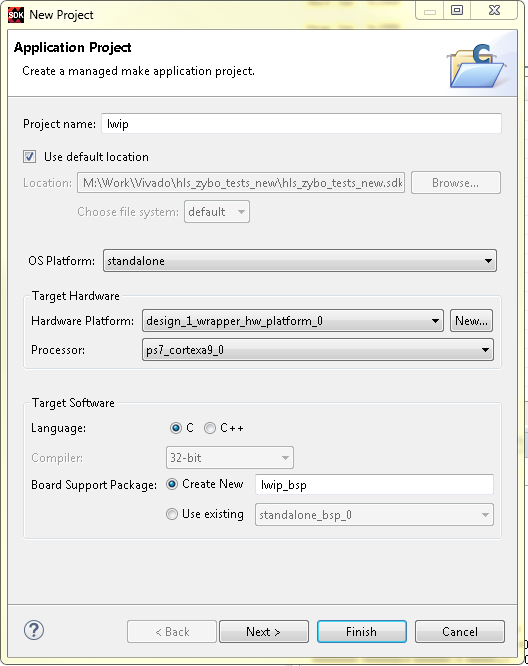 SDK New Project
Application Project
Create a managed make application project.
C
Project name: lwip
Use default location
Location: M:\Work\Vivado\hls_zybo_tests_new\hls_zybo_tests_new.sdk Browse...
Choose file system: default
OS Platform: standalone
Target Hardware
Hardware Platform: design_1_wrapper_hw_platform_0 New...
Processor: ps7_cortexa9_0
Target Software
Language: C C++
Compiler: 32-bit
Board Support Package: Create New lwip_bsp
Use existing standalone_bsp_0
? < Back Next > Finish Cancel